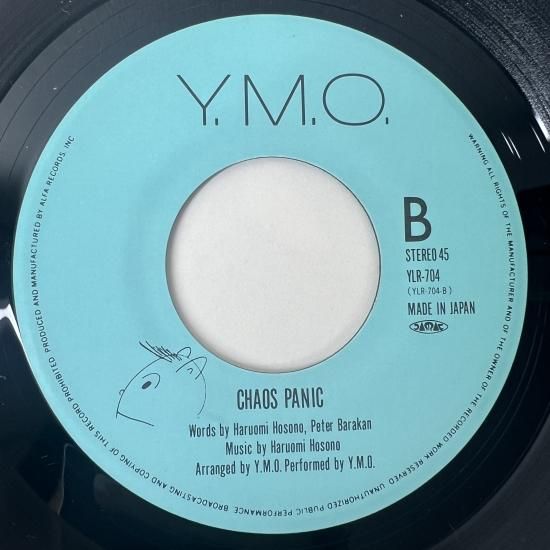 Y.M.O.
B
STEREO 45
YLR-704
(YLR-704-B)
MADE IN JAPAN
JASRAC
CHAOS PANIC
Words by Haruomi Hosono, Peter Barakan
Music by Haruomi Hosono
Arranged by Y.M.O. Performed by Y.M.O.
PRODUCED AND MANUFACTURED BY ALFA RECORDS, INC
WARNING: ALL RIGHTS OF THE MANUFACTURER AND OF THE OWNER OF THE RECORDED WORK RESERVED. UNAUTHORIZED PUBLIC PERFORMANCE, BROADCASTING AND COPYING OF THIS RECORD PROHIBITED